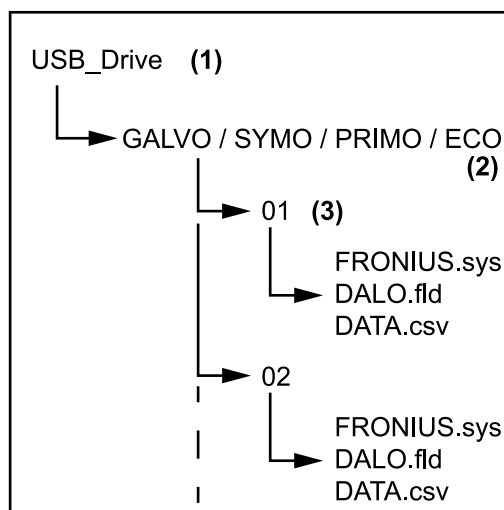 USB_Drive (1)
GALVO / SYMO / PRIMO / ECO
(2)
01 (3)
FRONIUS.sys
DALO.fld
DATA.csv
02
FRONIUS.sys
DALO.fld
DATA.csv